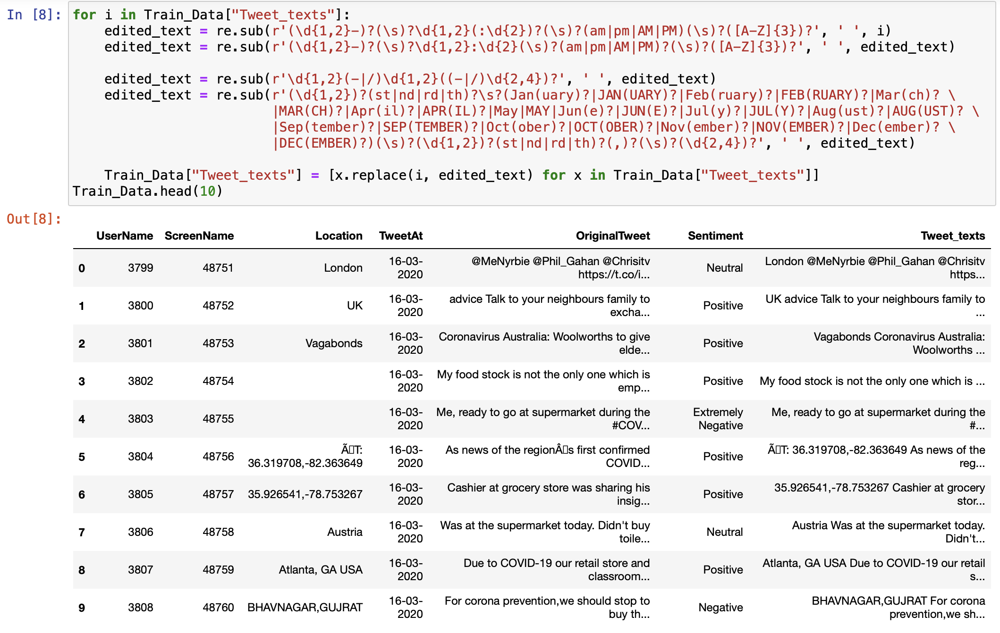 In [8]:
for i in Train_Data["Tweet_texts"]:
    edited_text = re.sub(r'(\d{1,2}-)?(\s)?\d{1,2}(:\d{2})?(\s)?(am|pm|AM|PM)(\s)?([A-Z]{3})?', ' ', i)
    edited_text = re.sub(r'(\d{1,2}-)?(\s)?\d{1,2}:\d{2}(\s)?(am|pm|AM|PM)?(\s)?([A-Z]{3})?', ' ', edited_text)
    edited_text = re.sub(r'\d{1,2}(-|/)\d{1,2}((-|/)\d{2,4})?', ' ', edited_text)
    edited_text = re.sub(r'(\d{1,2})?(st|nd|rd|th)?\s?(Jan(uary)?|JAN(UARY)?|Feb(ruary)?|FEB(RUARY)?|Mar(ch)? \
                         |MAR(CH)?|Apr(il)?|APR(IL)?|May|MAY|Jun(e)?|JUN(E)?|Jul(y)?|JUL(Y)?|Aug(ust)?|AUG(UST)? \
                         |Sep(tember)?|SEP(TEMBER)?|Oct(ober)?|OCT(OBER)?|Nov(ember)?|NOV(EMBER)?|Dec(ember)? \
                         |DEC(EMBER)?)(\s)?(\d{1,2})?(st|nd|rd|th)?(,)?(\s)?(\d{2,4})?', ' ', edited_text)
    Train_Data["Tweet_texts"] = [x.replace(i, edited_text) for x in Train_Data["Tweet_texts"]]
Train_Data.head(10)
Out[8]:
UserName ScreenName Location TweetAt OriginalTweet Sentiment Tweet_texts
0 3799 48751 London 16-03-2020 @MeNyrbie @Phil_Gahan @Chrisitv https://t.co/i... Neutral London @MeNyrbie @Phil_Gahan @Chrisitv https...
1 3800 48752 UK 16-03-2020 advice Talk to your neighbours family to excha... Positive UK advice Talk to your neighbours family to ...
2 3801 48753 Vagabonds 16-03-2020 Coronavirus Australia: Woolworths to give elde... Positive Vagabonds Coronavirus Australia: Woolworths ...
3 3802 48754 16-03-2020 My food stock is not the only one which is emp... Positive My food stock is not the only one which is ...
4 3803 48755 16-03-2020 Me, ready to go at supermarket during the #COV... Extremely Negative Me, ready to go at supermarket during the #...
5 3804 48756 Ã▯T: 36.319708,-82.363649 16-03-2020 As news of the regionÂ▯s first confirmed COVID... Positive Ã▯T: 36.319708,-82.363649 As news of the reg...
6 3805 48757 35.926541,-78.753267 16-03-2020 Cashier at grocery store was sharing his insig... Positive 35.926541,-78.753267 Cashier at grocery stor...
7 3806 48758 Austria 16-03-2020 Was at the supermarket today. Didn't buy toile... Neutral Austria Was at the supermarket today. Didn't...
8 3807 48759 Atlanta, GA USA 16-03-2020 Due to COVID-19 our retail store and classroom... Positive Atlanta, GA USA Due to COVID-19 our retail s...
9 3808 48760 BHAVNAGAR,GUJRAT 16-03-2020 For corona prevention,we should stop to buy th... Negative BHAVNAGAR,GUJRAT For corona prevention,we sh...